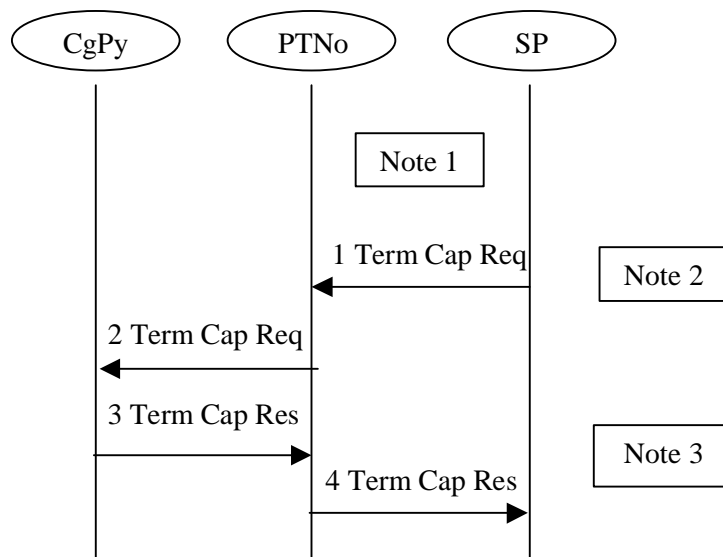 CgPy PTNo SP
Note 1
1 Term Cap Req
Note 2
2 Term Cap Req
3 Term Cap Res
Note 3
4 Term Cap Res